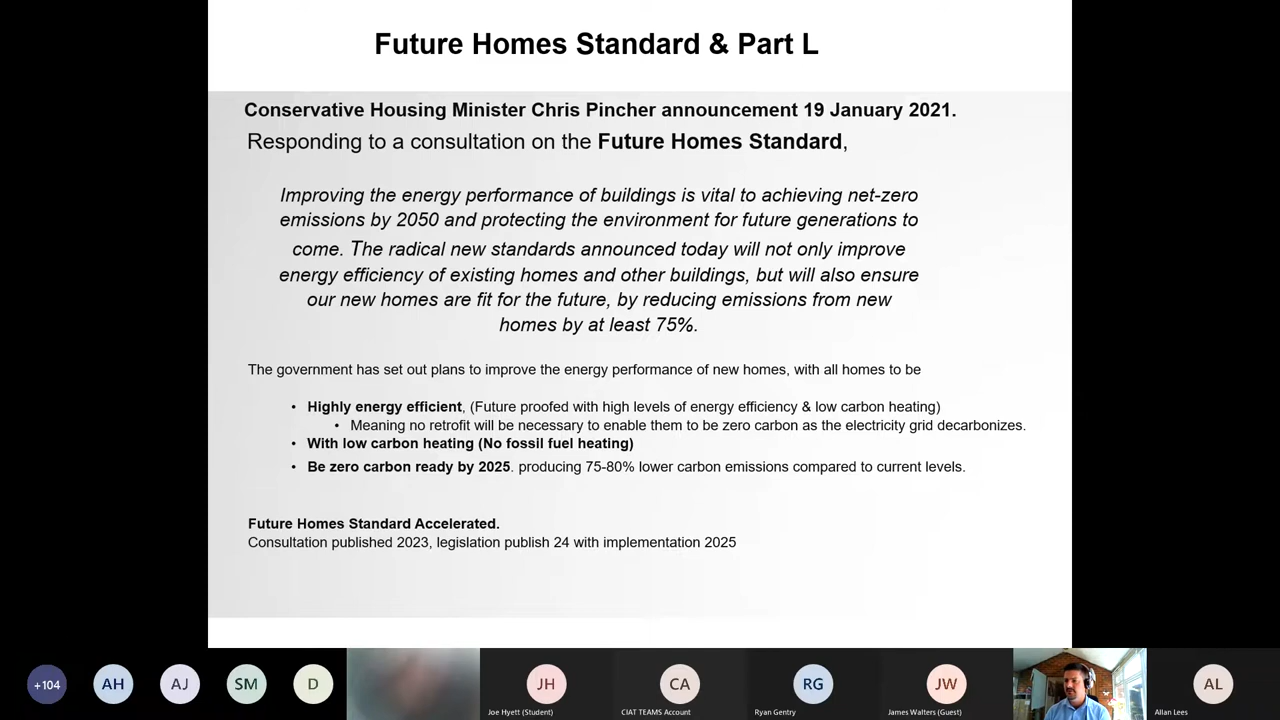 Future Homes Standard & Part L
Conservative Housing Minister Chris Pincher announcement 19 January 2021.
Responding to a consultation on the Future Homes Standard,
Improving the energy performance of buildings is vital to achieving net-zero
emissions by 2050 and protecting the environment for future generations to
come. The radical new standards announced today will not only improve
energy efficiency of existing homes and other buildings, but will also ensure
our new homes are fit for the future, by reducing emissions from new
homes by at least 75%.
The government has set out plans to improve the energy performance of new homes, with all homes to be
• Highly energy efficient, (Future proofed with high levels of energy efficiency & low carbon heating)
• Meaning no retrofit will be necessary to enable them to be zero carbon as the electricity grid decarbonizes.
• With low carbon heating (No fossil fuel heating)
• Be zero carbon ready by 2025. producing 75-80% lower carbon emissions compared to current levels.
Future Homes Standard Accelerated.
Consultation published 2023, legislation publish 24 with implementation 2025
+104 AH AJ SM D JH CA RG JW AL
Joe Hyett (Student) CIAT TEAMS Account Ryan Gentry James Walters (Guest) Allan Lees